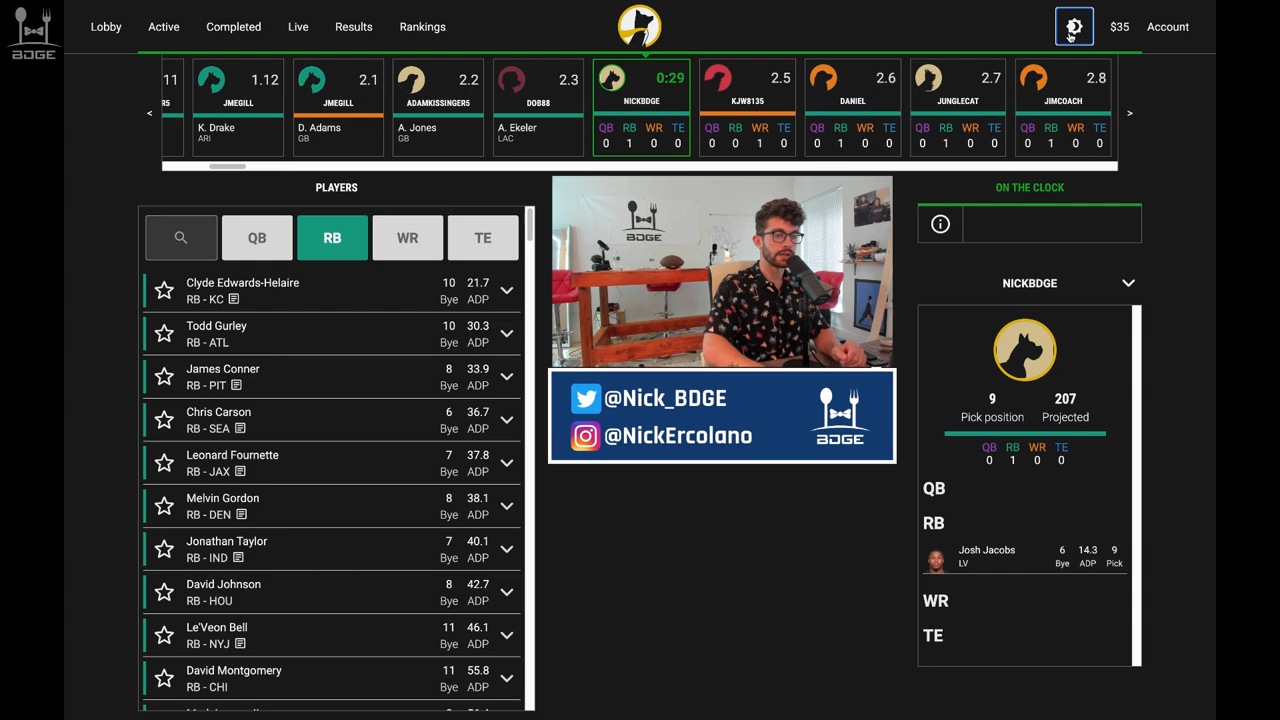 BDGE
Lobby Active Completed Live Results Rankings $35 Account
< 11 1.12 2.1 2.2 2.3 0:29 2.5 2.6 2.7 2.8 >
R5 JMEGILL JMEGILL ADAMKISSINGER5 DOB88 NICKBDGE KJW8135 DANIEL JUNGLECAT JIMCOACH
K. Drake D. Adams A. Jones A. Ekeler QB RB WR TE QB RB WR TE QB RB WR TE QB RB WR TE QB RB WR TE
ARI GB GB LAC 0 1 0 0 0 0 1 0 0 1 0 0 0 1 0 0 0 1 0 0
PLAYERS
QB RB WR TE
Clyde Edwards-Helaire 10 21.7
RB - KC Bye ADP
Todd Gurley 10 30.3
RB - ATL Bye ADP
James Conner 8 33.9
RB - PIT Bye ADP
Chris Carson 6 36.7
RB - SEA Bye ADP
Leonard Fournette 7 37.8
RB - JAX Bye ADP
Melvin Gordon 8 38.1
RB - DEN Bye ADP
Jonathan Taylor 7 40.1
RB - IND Bye ADP
David Johnson 8 42.7
RB - HOU Bye ADP
Le'Veon Bell 11 46.1
RB - NYJ Bye ADP
David Montgomery 11 55.8
RB - CHI Bye ADP
BDGE
@Nick_BDGE
@NickErcolano
BDGE
ON THE CLOCK
NICKBDGE
9 207
Pick position Projected
QB RB WR TE
0 1 0 0
QB
RB
Josh Jacobs 6 14.3 9
LV Bye ADP Pick
WR
TE